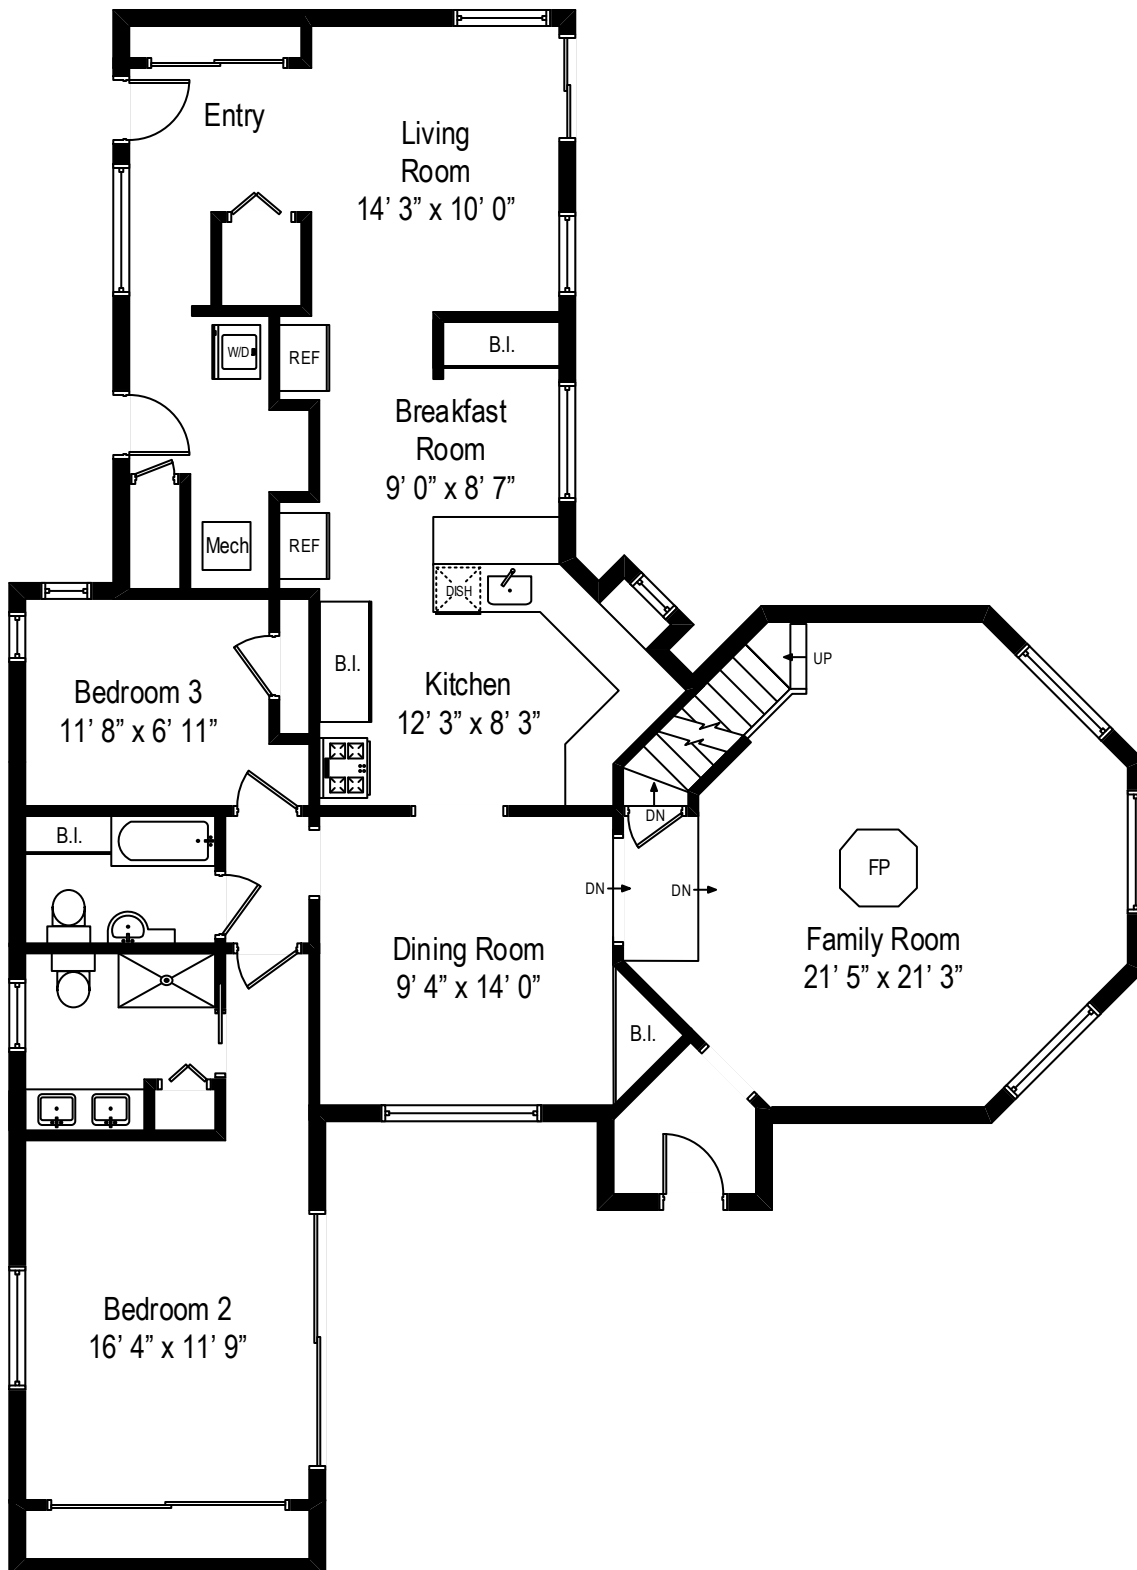 Entry
Living
Room
14’ 3” x 10’ 0”
B.I.
W/D
REF
Breakfast
Room
9’ 0” x 8’ 7”
Mech
REF
DISH
B.I.
Kitchen
12’ 3” x 8’ 3”
Bedroom 3
11’ 8” x 6’ 11”
UP
DN
B.I.
FP
DN
DN
Dining Room
9’ 4” x 14’ 0”
Family Room
21’ 5” x 21’ 3”
B.I.
Bedroom 2
16’ 4” x 11’ 9”